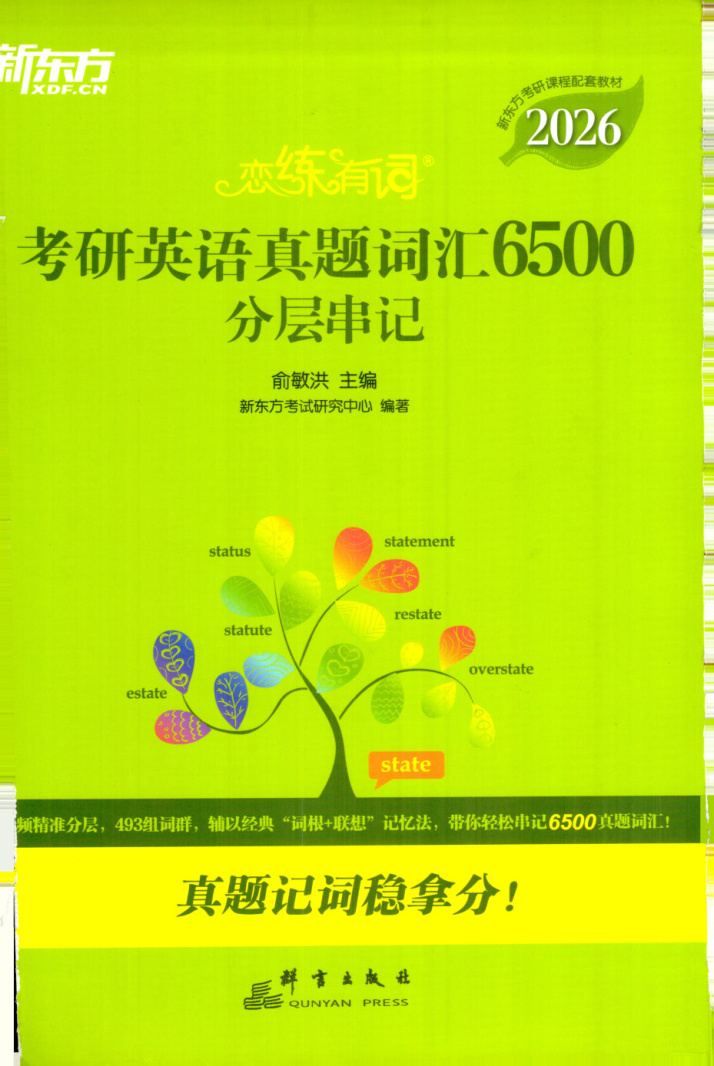 新东方
XDF.CN
新东方考研课程配套教材
2026
恋练有词®
考研英语真题词汇6500
分层串记
俞敏洪 主编
新东方考试研究中心 编著
status
statement
statute
restate
estate
overstate
state
频精准分层，493组词群，辅以经典“词根+联想”记忆法，带你轻松串记6500真题词汇！
真题记词稳拿分！
群言出版社
QUNYAN PRESS